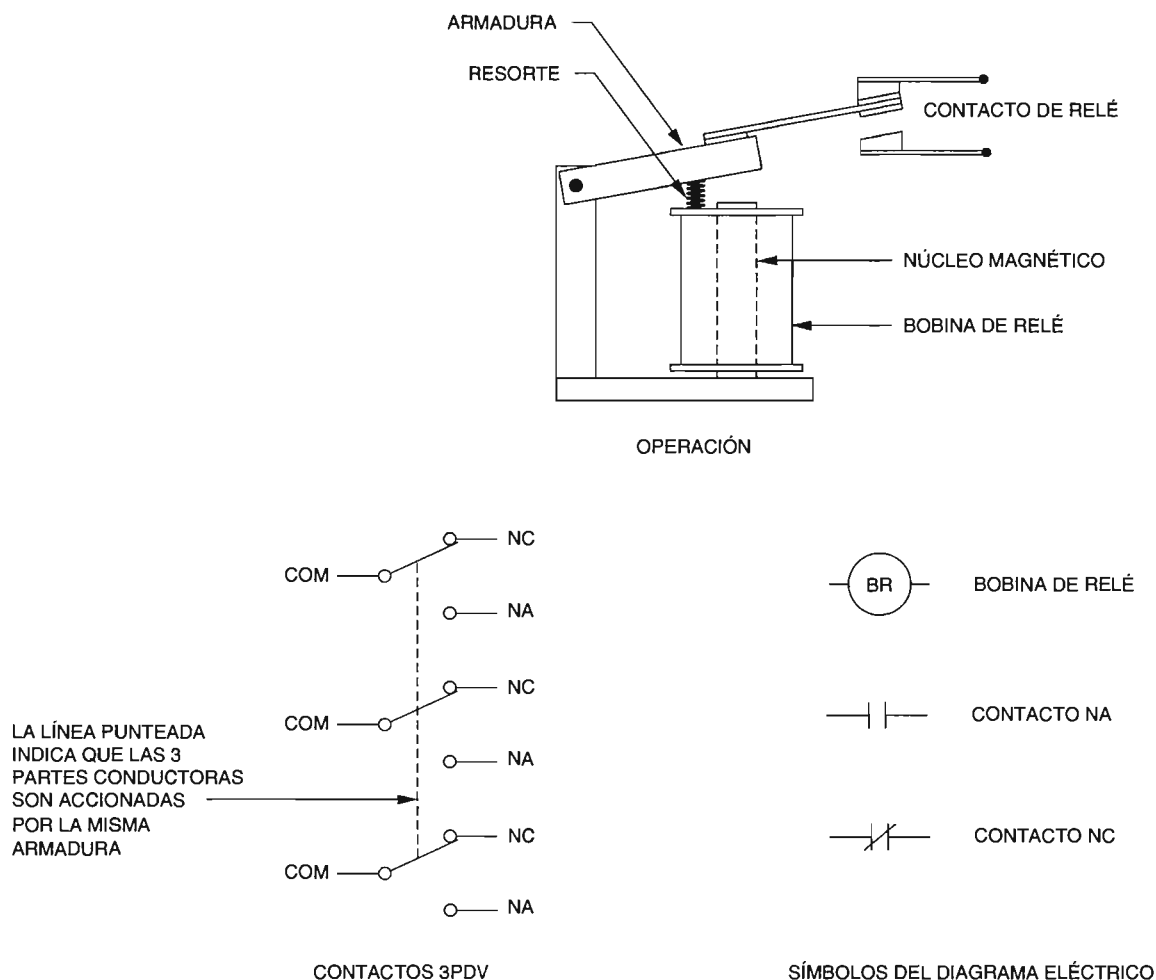 ARMADURA
RESORTE
CONTACTO DE RELÉ
NÚCLEO MAGNÉTICO
BOBINA DE RELÉ
OPERACIÓN
NC
COM
NA
NC
COM
NA
LA LÍNEA PUNTEADA
INDICA QUE LAS 3
PARTES CONDUCTORAS
SON ACCIONADAS
POR LA MISMA
ARMADURA
NC
COM
NA
CONTACTOS 3PDV
BR BOBINA DE RELÉ
CONTACTO NA
CONTACTO NC
SÍMBOLOS DEL DIAGRAMA ELÉCTRICO